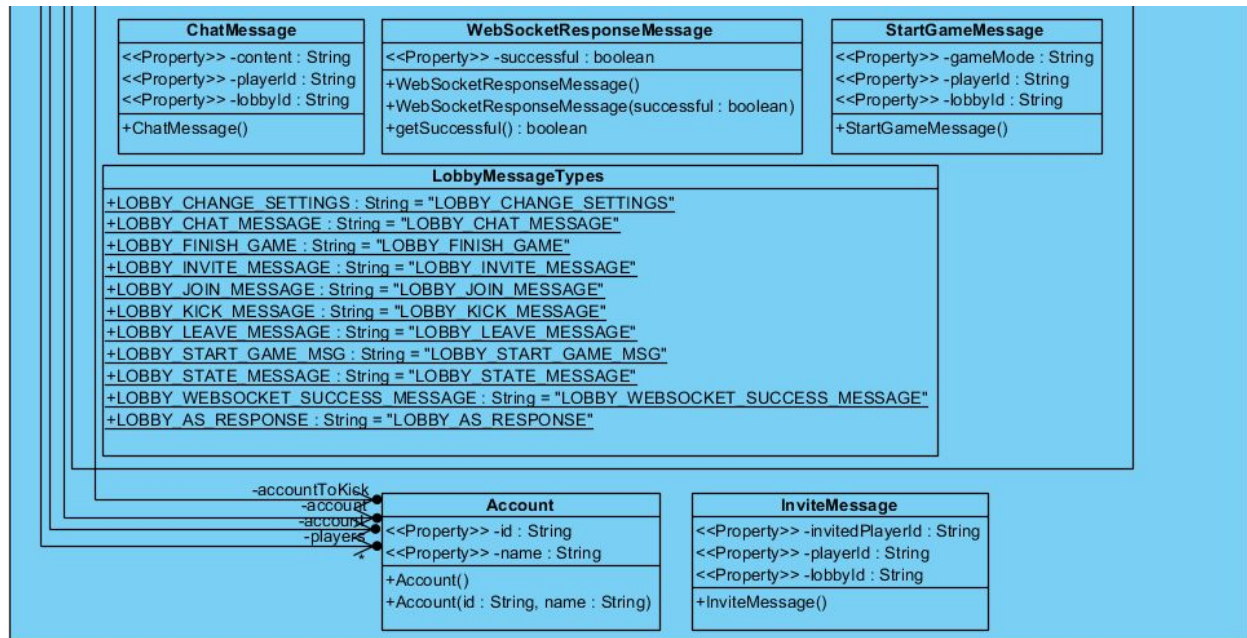 ChatMessage
<<Property>> -content : String
<<Property>> -playerId : String
<<Property>> -lobbyId : String
+ChatMessage()
WebSocketResponseMessage
<<Property>> -successful : boolean
+WebSocketResponseMessage()
+WebSocketResponseMessage(successful : boolean)
+getSuccessful() : boolean
StartGameMessage
<<Property>> -gameMode : String
<<Property>> -playerId : String
<<Property>> -lobbyId : String
+StartGameMessage()
LobbyMessageTypes
+LOBBY_CHANGE_SETTINGS : String = "LOBBY_CHANGE_SETTINGS"
+LOBBY_CHAT_MESSAGE : String = "LOBBY_CHAT_MESSAGE"
+LOBBY_FINISH_GAME : String = "LOBBY_FINISH_GAME"
+LOBBY_INVITE_MESSAGE : String = "LOBBY_INVITE_MESSAGE"
+LOBBY_JOIN_MESSAGE : String = "LOBBY_JOIN_MESSAGE"
+LOBBY_KICK_MESSAGE : String = "LOBBY_KICK_MESSAGE"
+LOBBY_LEAVE_MESSAGE : String = "LOBBY_LEAVE_MESSAGE"
+LOBBY_START_GAME_MSG : String = "LOBBY_START_GAME_MSG"
+LOBBY_STATE_MESSAGE : String = "LOBBY_STATE_MESSAGE"
+LOBBY_WEBSOCKET_SUCCESS_MESSAGE : String = "LOBBY_WEBSOCKET_SUCCESS_MESSAGE"
+LOBBY_AS_RESPONSE : String = "LOBBY_AS_RESPONSE"
-accountToKick
-account
-account
-players
*
Account
<<Property>> -id : String
<<Property>> -name : String
+Account()
+Account(id : String, name : String)
InviteMessage
<<Property>> -invitedPlayerId : String
<<Property>> -playerId : String
<<Property>> -lobbyId : String
+InviteMessage()